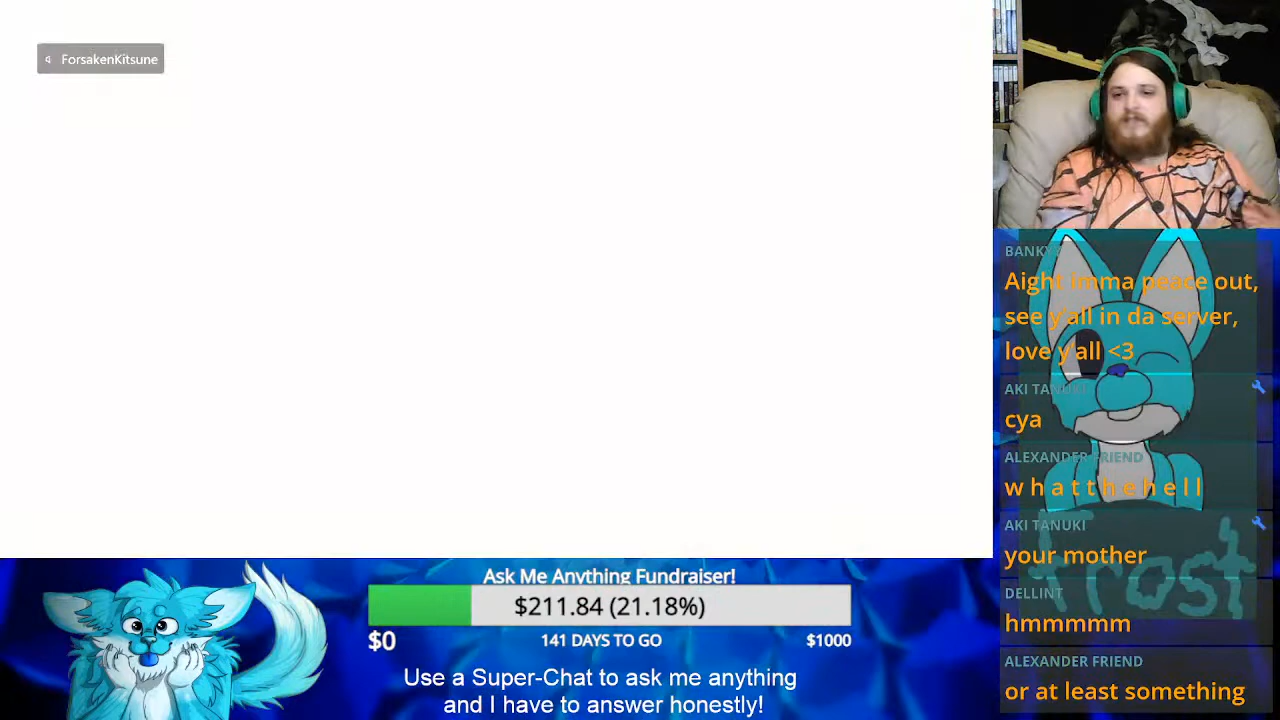 ForsakenKitsune
BANKYY
Aight imma peace out,
see y'all in da server,
love y'all <3
AKI TANUKI
cya
ALEXANDER FRIEND
w h a t t h e h e l l
AKI TANUKI
your mother
DELLINT
hmmmmm
ALEXANDER FRIEND
or at least something
Frost
Ask Me Anything Fundraiser!
$211.84 (21.18%)
$0 141 DAYS TO GO $1000
Use a Super-Chat to ask me anything
and I have to answer honestly!